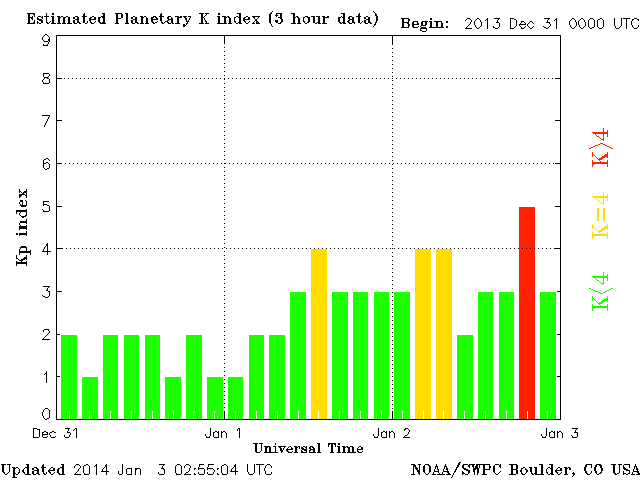 Estimated Planetary K index (3 hour data) Begin: 2013 Dec 31 0000 UTC
9
8
7
6
5
4
3
2
1
0
Kp index
K>4
K=4
K<4
Dec 31 Jan 1 Jan 2 Jan 3
Universal Time
Updated 2014 Jan 3 02:55:04 UTC NOAA/SWPC Boulder, CO USA